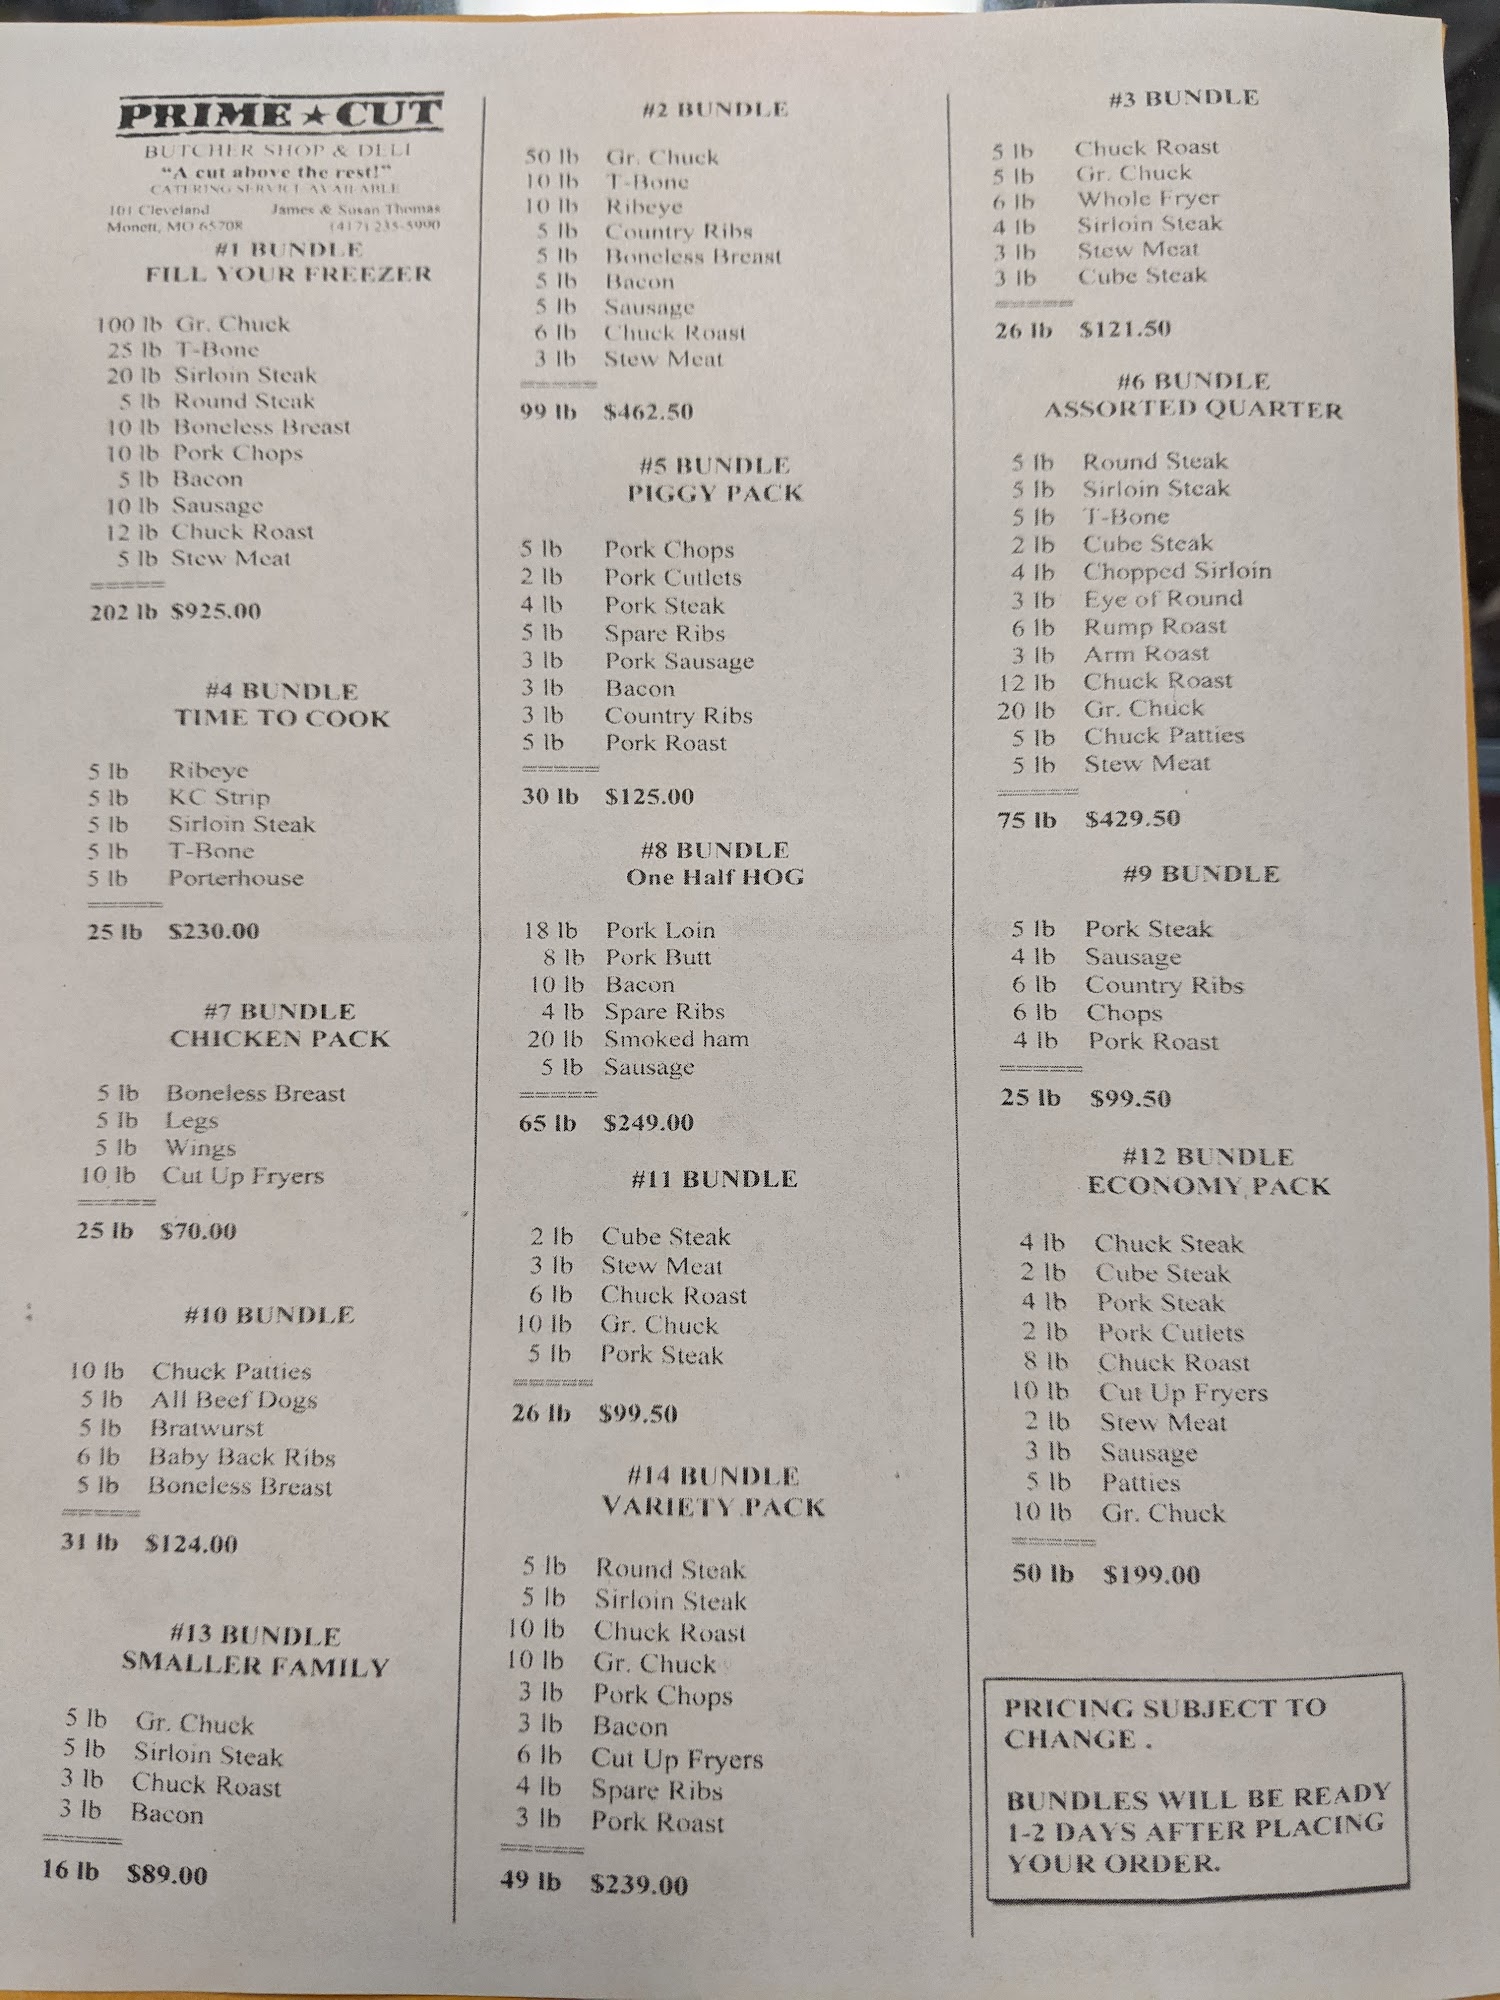 PRIME★CUT
BUTCHER SHOP & DELI
"A cut above the rest!"
CATERING SERVICE AVAILABLE
101 Cleveland James & Susan Thomas
Monett, MO 65708 (417) 235-5990
#1 BUNDLE
FILL YOUR FREEZER
100 lb Gr. Chuck
25 lb T-Bone
20 lb Sirloin Steak
5 lb Round Steak
10 lb Boneless Breast
10 lb Pork Chops
5 lb Bacon
10 lb Sausage
12 lb Chuck Roast
5 lb Stew Meat
=====
202 lb $925.00
#4 BUNDLE
TIME TO COOK
5 lb Ribeye
5 lb KC Strip
5 lb Sirloin Steak
5 lb T-Bone
5 lb Porterhouse
=====
25 lb $230.00
#7 BUNDLE
CHICKEN PACK
5 lb Boneless Breast
5 lb Legs
5 lb Wings
10 lb Cut Up Fryers
=====
25 lb $70.00
#10 BUNDLE
10 lb Chuck Patties
5 lb All Beef Dogs
5 lb Bratwurst
6 lb Baby Back Ribs
5 lb Boneless Breast
=====
31 lb $124.00
#13 BUNDLE
SMALLER FAMILY
5 lb Gr. Chuck
5 lb Sirloin Steak
3 lb Chuck Roast
3 lb Bacon
=====
16 lb $89.00
#2 BUNDLE
50 lb Gr. Chuck
10 lb T-Bone
10 lb Ribeye
5 lb Country Ribs
5 lb Boneless Breast
5 lb Bacon
5 lb Sausage
6 lb Chuck Roast
3 lb Stew Meat
=====
99 lb $462.50
#5 BUNDLE
PIGGY PACK
5 lb Pork Chops
2 lb Pork Cutlets
4 lb Pork Steak
5 lb Spare Ribs
3 lb Pork Sausage
3 lb Bacon
3 lb Country Ribs
5 lb Pork Roast
=====
30 lb $125.00
#8 BUNDLE
One Half HOG
18 lb Pork Loin
8 lb Pork Butt
10 lb Bacon
4 lb Spare Ribs
20 lb Smoked ham
5 lb Sausage
=====
65 lb $249.00
#11 BUNDLE
2 lb Cube Steak
3 lb Stew Meat
6 lb Chuck Roast
10 lb Gr. Chuck
5 lb Pork Steak
=====
26 lb $99.50
#14 BUNDLE
VARIETY PACK
5 lb Round Steak
5 lb Sirloin Steak
10 lb Chuck Roast
10 lb Gr. Chuck
3 lb Pork Chops
3 lb Bacon
6 lb Cut Up Fryers
4 lb Spare Ribs
3 lb Pork Roast
=====
49 lb $239.00
#3 BUNDLE
5 lb Chuck Roast
5 lb Gr. Chuck
6 lb Whole Fryer
4 lb Sirloin Steak
3 lb Stew Meat
3 lb Cube Steak
=====
26 lb $121.50
#6 BUNDLE
ASSORTED QUARTER
5 lb Round Steak
5 lb Sirloin Steak
5 lb T-Bone
2 lb Cube Steak
4 lb Chopped Sirloin
3 lb Eye of Round
6 lb Rump Roast
3 lb Arm Roast
12 lb Chuck Roast
20 lb Gr. Chuck
5 lb Chuck Patties
5 lb Stew Meat
=====
75 lb $429.50
#9 BUNDLE
5 lb Pork Steak
4 lb Sausage
6 lb Country Ribs
6 lb Chops
4 lb Pork Roast
=====
25 lb $99.50
#12 BUNDLE
ECONOMY PACK
4 lb Chuck Steak
2 lb Cube Steak
4 lb Pork Steak
2 lb Pork Cutlets
8 lb Chuck Roast
10 lb Cut Up Fryers
2 lb Stew Meat
3 lb Sausage
5 lb Patties
10 lb Gr. Chuck
=====
50 lb $199.00
PRICING SUBJECT TO
CHANGE .
BUNDLES WILL BE READY
1-2 DAYS AFTER PLACING
YOUR ORDER.